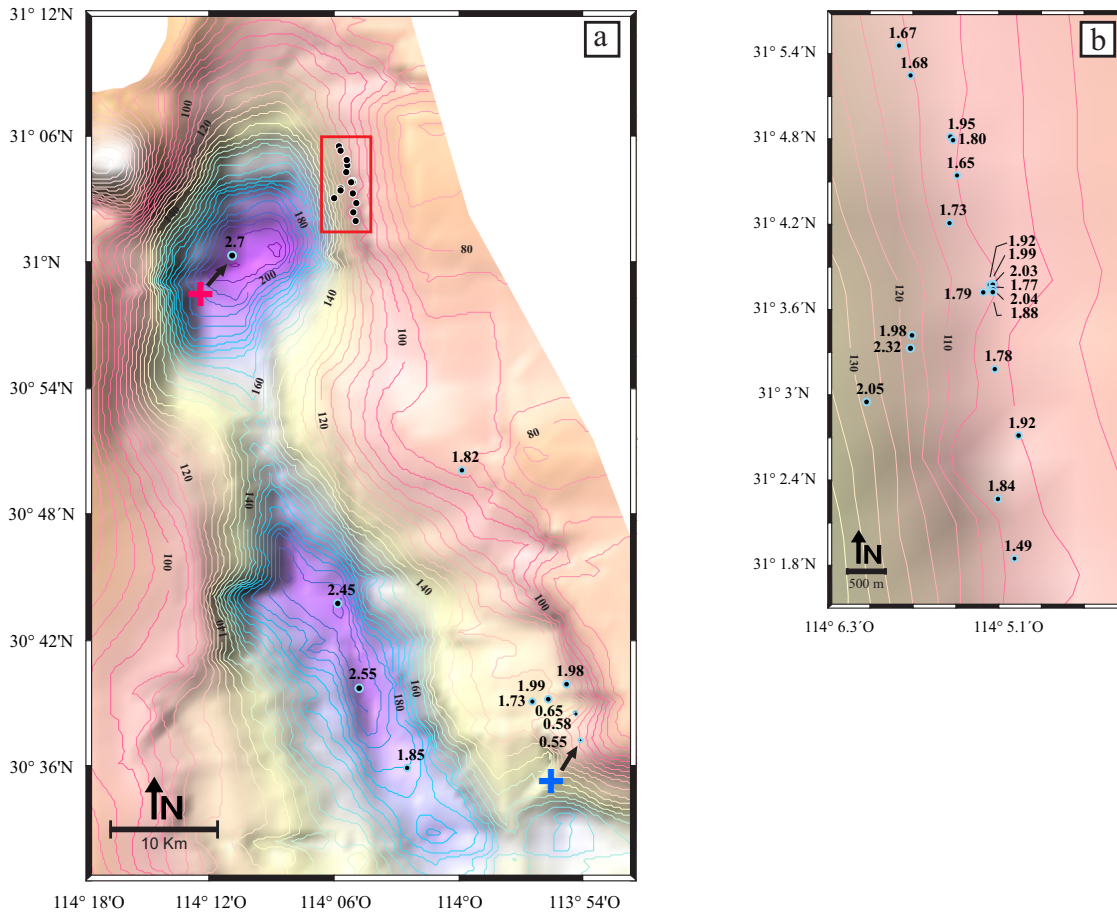 31° 12'N
31° 06'N
31° N
30° 54'N
30° 48'N
30° 42'N
30° 36'N
a
100
120
180
2.7
200
140
80
100
160
120
80
120
1.82
140
100
140
100
2.45
140
2.55
160
180
1.98
1.99
1.73
0.65
0.58
0.55
1.85
N
10 Km
114° 18'O
114° 12'O
114° 06'O
114°O
113° 54'O
b
31° 5.4'N
31° 4.8'N
31° 4.2'N
31° 3.6'N
31° 3'N
31° 2.4'N
31° 1.8'N
1.67
1.68
1.95
1.80
1.65
1.73
1.92
1.99
2.03
1.77
1.79
2.04
1.88
120
110
1.98
2.32
1.78
130
2.05
1.92
1.84
1.49
N
500 m
114° 6.3'O
114° 5.1'O